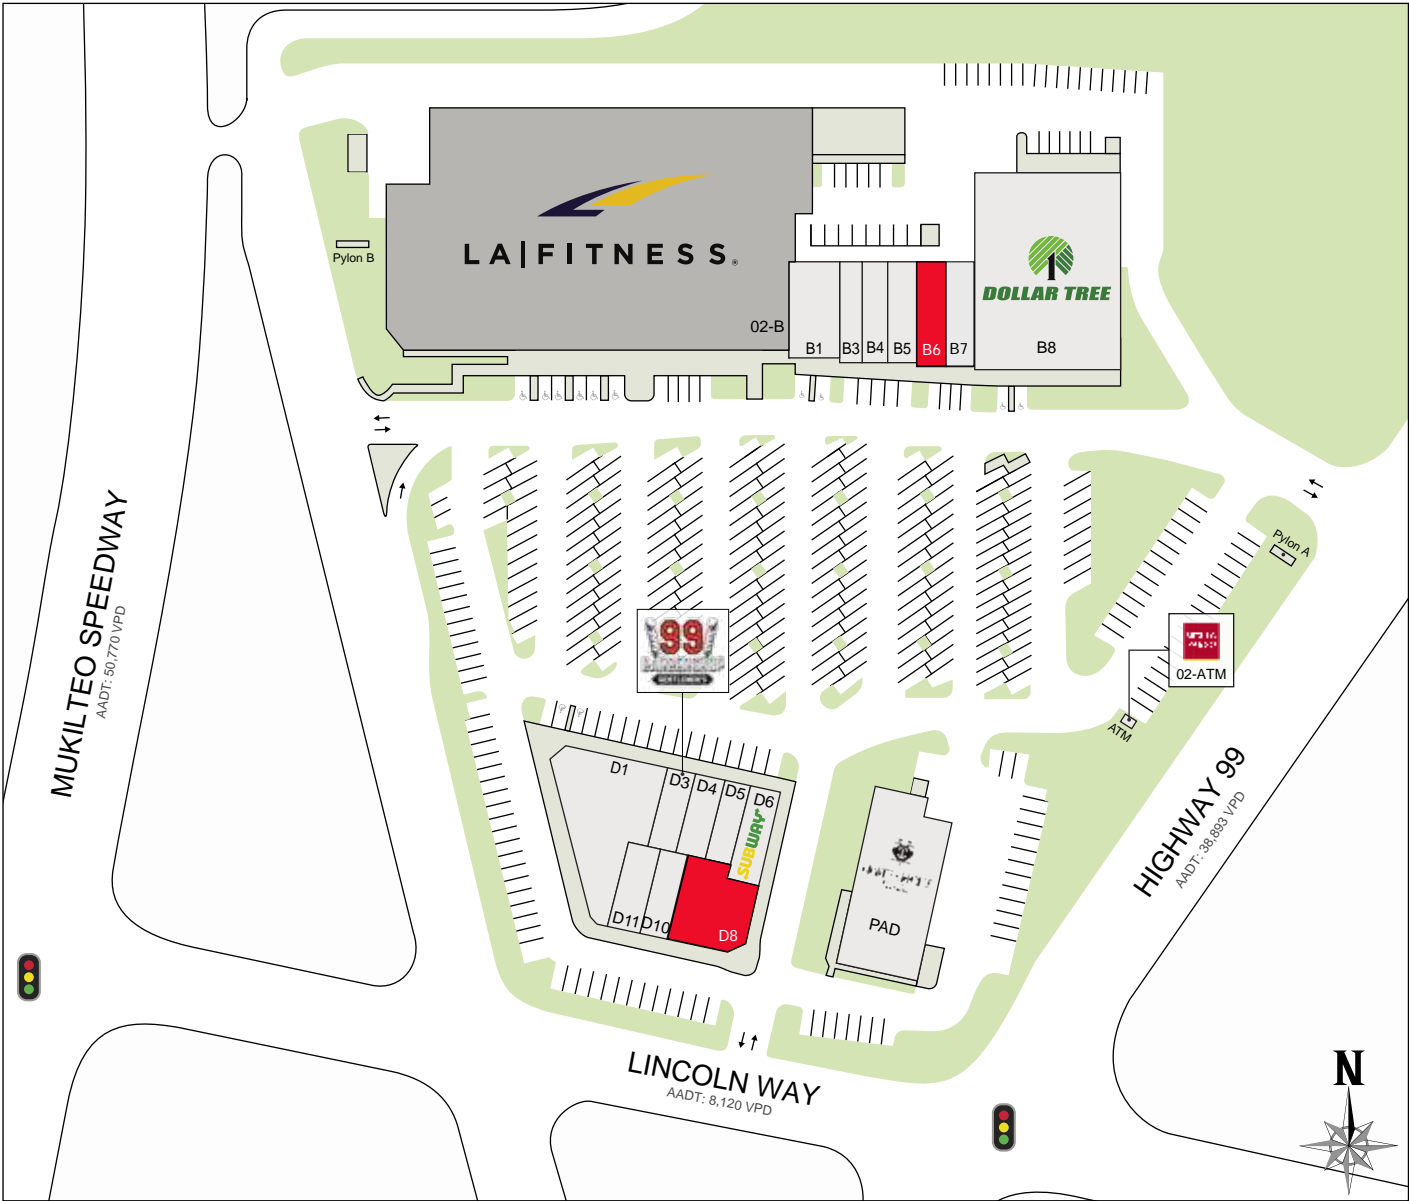 LA|FITNESS®
Pylon B
DOLLAR TREE
02-B
B1
B3
B4
B5
B6
B7
B8
MUKILTEO SPEEDWAY
AADT: 50,770 VPD
Pylon A
99
BARBERSHOP
GENTLEMEN'S
02-ATM
ATM
D1
D3
D4
D5
D6
SUBWAY
D11
D10
D8
PAD
HIGHWAY 99
AADT: 38,893 VPD
LINCOLN WAY
AADT: 8,120 VPD
N